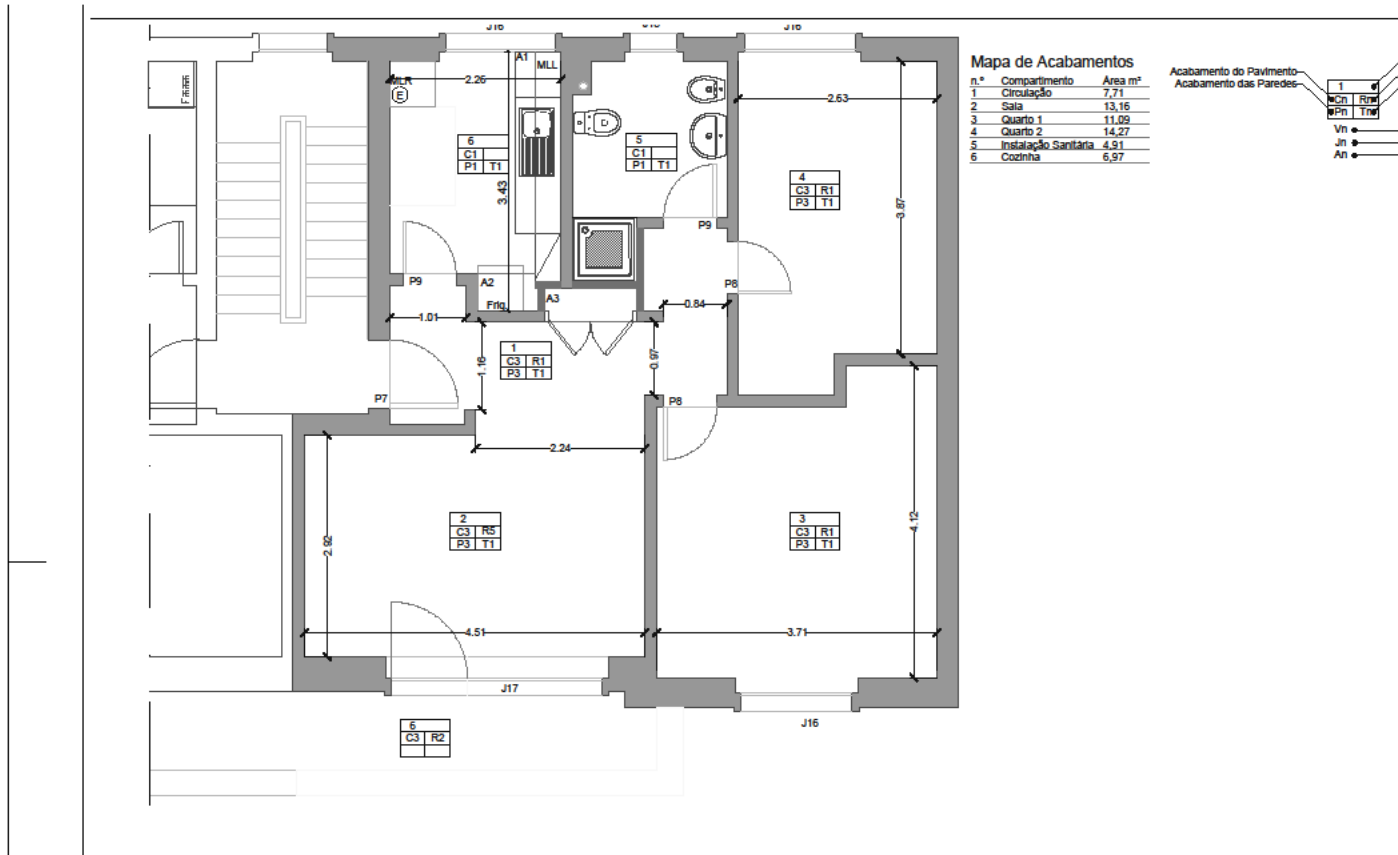 J16
J16
Mapa de Acabamentos
n.º Compartimento Área m²
1 Circulação 7,71
2 Sala 13,16
3 Quarto 1 11,09
4 Quarto 2 14,27
5 Instalação Sanitária 4,91
6 Cozinha 6,97
Acabamento do Pavimento
Acabamento das Paredes
1
Cn Rn
Pn Tn
Vn
Jn
An
A1
MLL
MLR
E
2.26
2.63
6
C1
P1 T1
5
C1
P1 T1
3.43
4
C3 R1
P3 T1
3.87
P9
P9
P8
A2
Frig.
A3
1.01
0.84
1
C3 R1
P3 T1
1.16
0.97
P7
P8
2.24
2
C3 R5
P3 T1
2.92
3
C3 R1
P3 T1
4.12
4.51
3.71
J17
J16
6
C3 R2